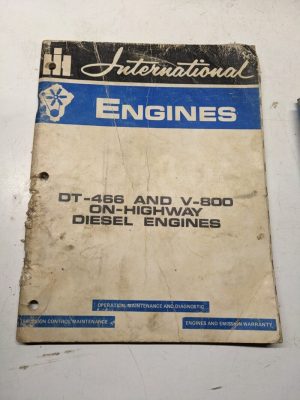 IH International
ENGINES
DT-466 AND V-800
ON-HIGHWAY
DIESEL ENGINES
OPERATION, MAINTENANCE AND DIAGNOSTIC
EMISSION CONTROL MAINTENANCE
ENGINES AND EMISSION WARRANTY